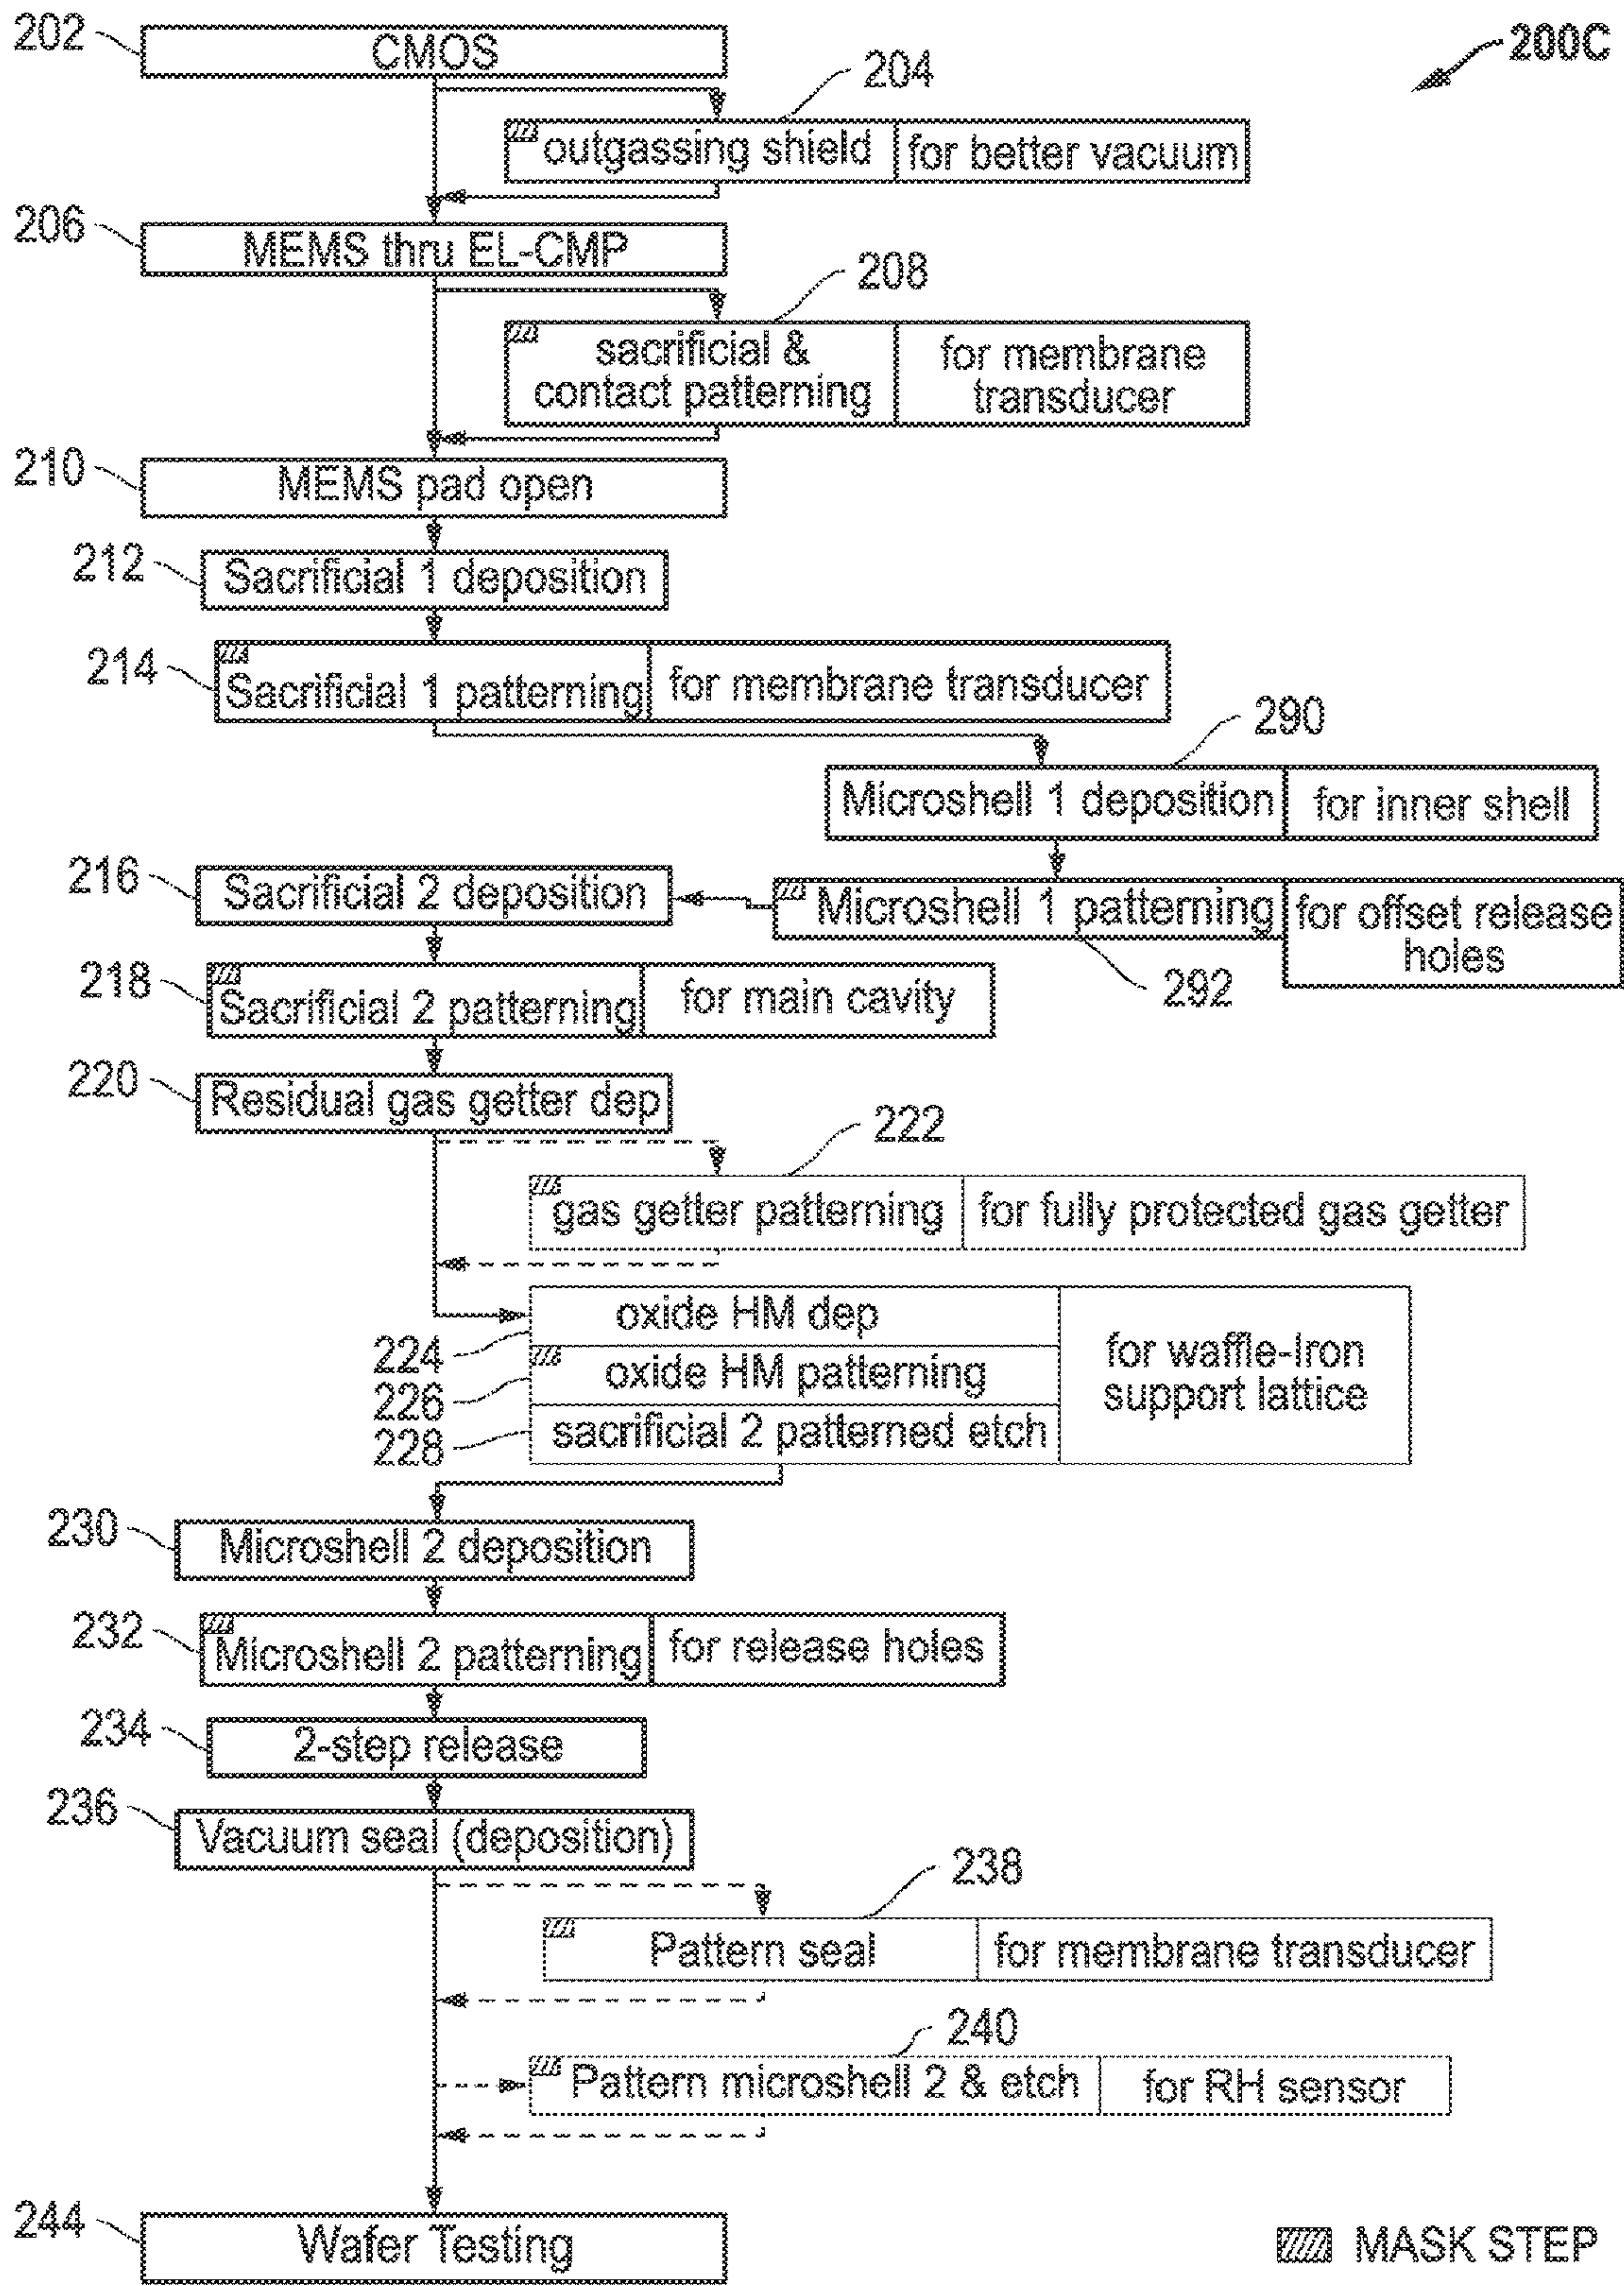 200C
202
CMOS
204
outgassing shield
for better vacuum
206
MEMS thru EL-CMP
208
sacrificial &
contact patterning
for membrane
transducer
210
MEMS pad open
212
Sacrificial 1 deposition
214
Sacrificial 1 patterning
for membrane transducer
290
Microshell 1 deposition
for inner shell
216
Sacrificial 2 deposition
Microshell 1 patterning
for offset release
holes
292
218
Sacrificial 2 patterning
for main cavity
220
Residual gas getter dep
222
gas getter patterning
for fully protected gas getter
224
oxide HM dep
226
oxide HM patterning
228
sacrificial 2 patterned etch
for waffle-Iron
support lattice
230
Microshell 2 deposition
232
Microshell 2 patterning
for release holes
234
2-step release
236
Vacuum seal (deposition)
238
Pattern seal
for membrane transducer
240
Pattern microshell 2 & etch
for RH sensor
244
Wafer Testing
MASK STEP